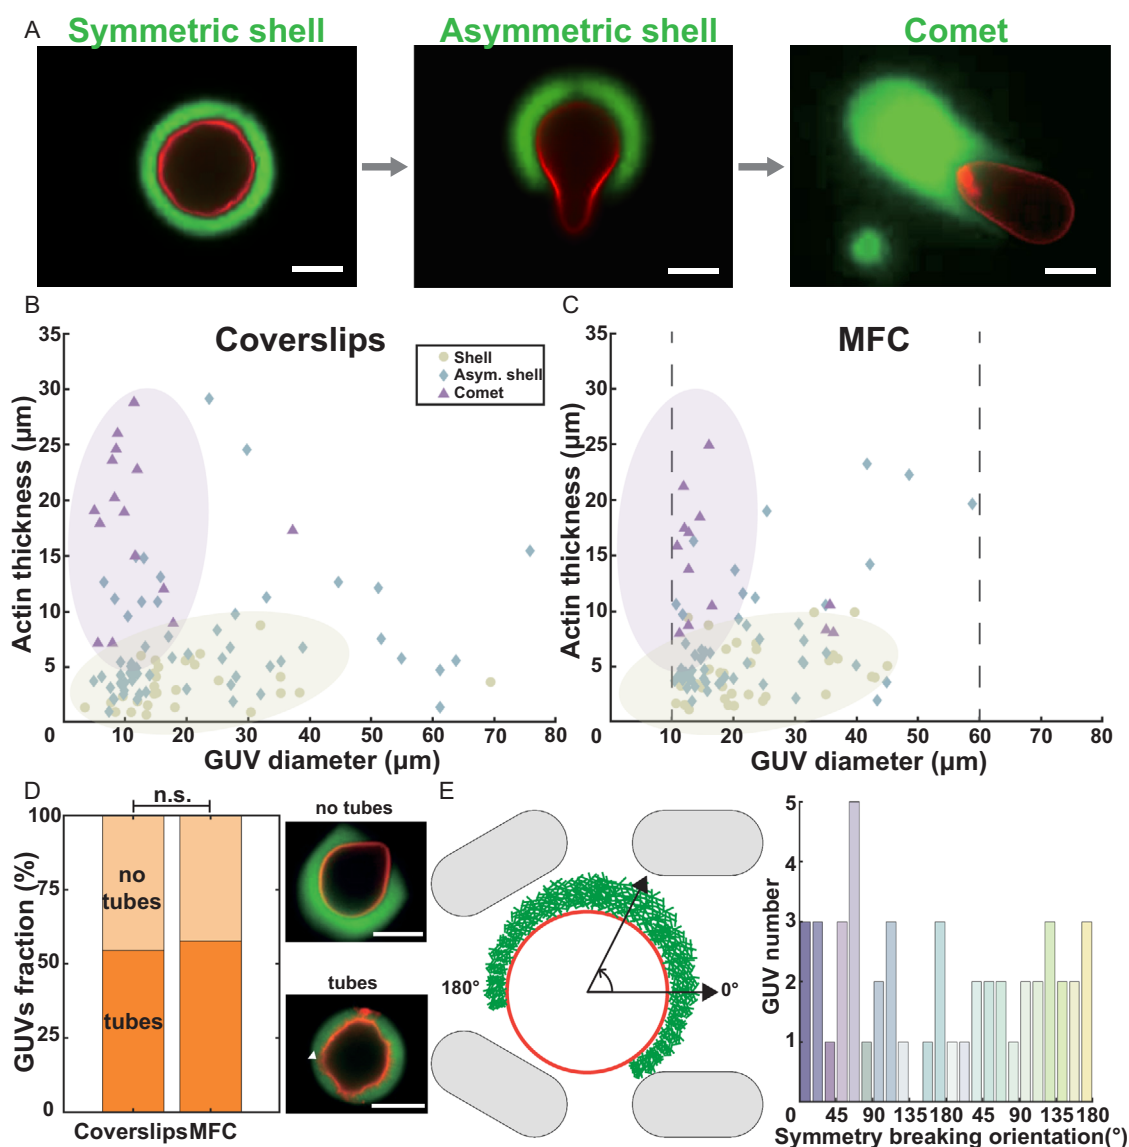 A
Symmetric shell
Asymmetric shell
Comet
B
Coverslips
Shell
Asym. shell
Comet
Actin thickness (µm)
35
30
25
20
15
10
5
0
10
20
30
40
50
60
70
80
GUV diameter (µm)
C
MFC
Actin thickness (µm)
35
30
25
20
15
10
5
0
10
20
30
40
50
60
70
80
GUV diameter (µm)
D
n.s.
GUVs fraction (%)
100
75
50
25
0
no
tubes
tubes
Coverslips
MFC
no tubes
tubes
E
180°
0°
GUV number
5
4
3
2
1
0
45
90
135
180
45
90
135
180
Symmetry breaking orientation(°)